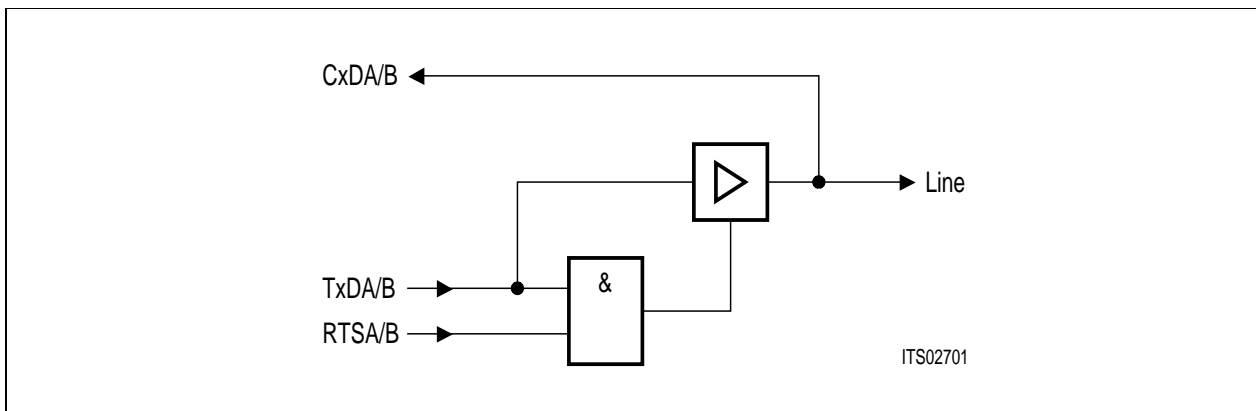 CxDA/B
Line
TxDA/B
&
RTSA/B
ITS02701